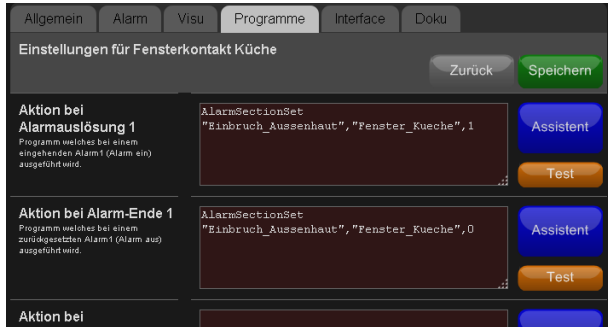 Allgemein Alarm Visu Programme Interface Doku
Einstellungen für Fensterkontakt Küche
Zurück Speichern
Aktion bei
Alarmauslösung 1
Programm welches bei einem
eingehenden Alarm1 (Alarm ein)
ausgeführt wird.
AlarmSectionSet
"Einbruch_Aussenhaut","Fenster_Kueche",1
Assistent
Test
Aktion bei Alarm-Ende 1
Programm welches bei einem
zurückgesetzten Alarm1 (Alarm aus)
ausgeführt wird.
AlarmSectionSet
"Einbruch_Aussenhaut","Fenster_Kueche",0
Assistent
Test
Aktion bei